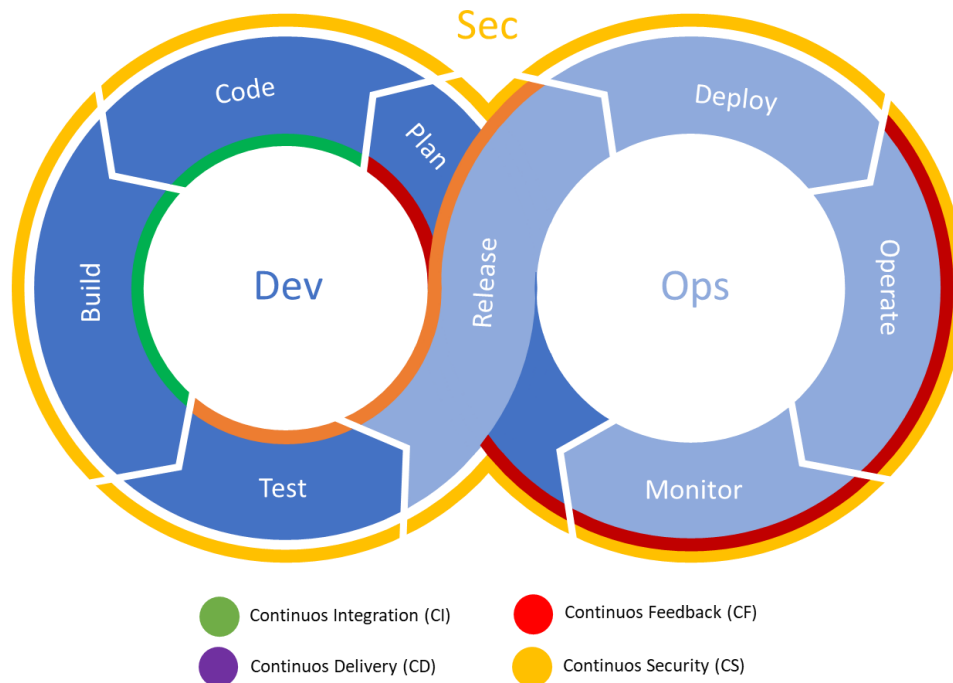 Sec
Code
Plan
Deploy
Build
Dev
Release
Ops
Operate
Test
Monitor
Continuos Integration (CI)
Continuos Feedback (CF)
Continuos Delivery (CD)
Continuos Security (CS)